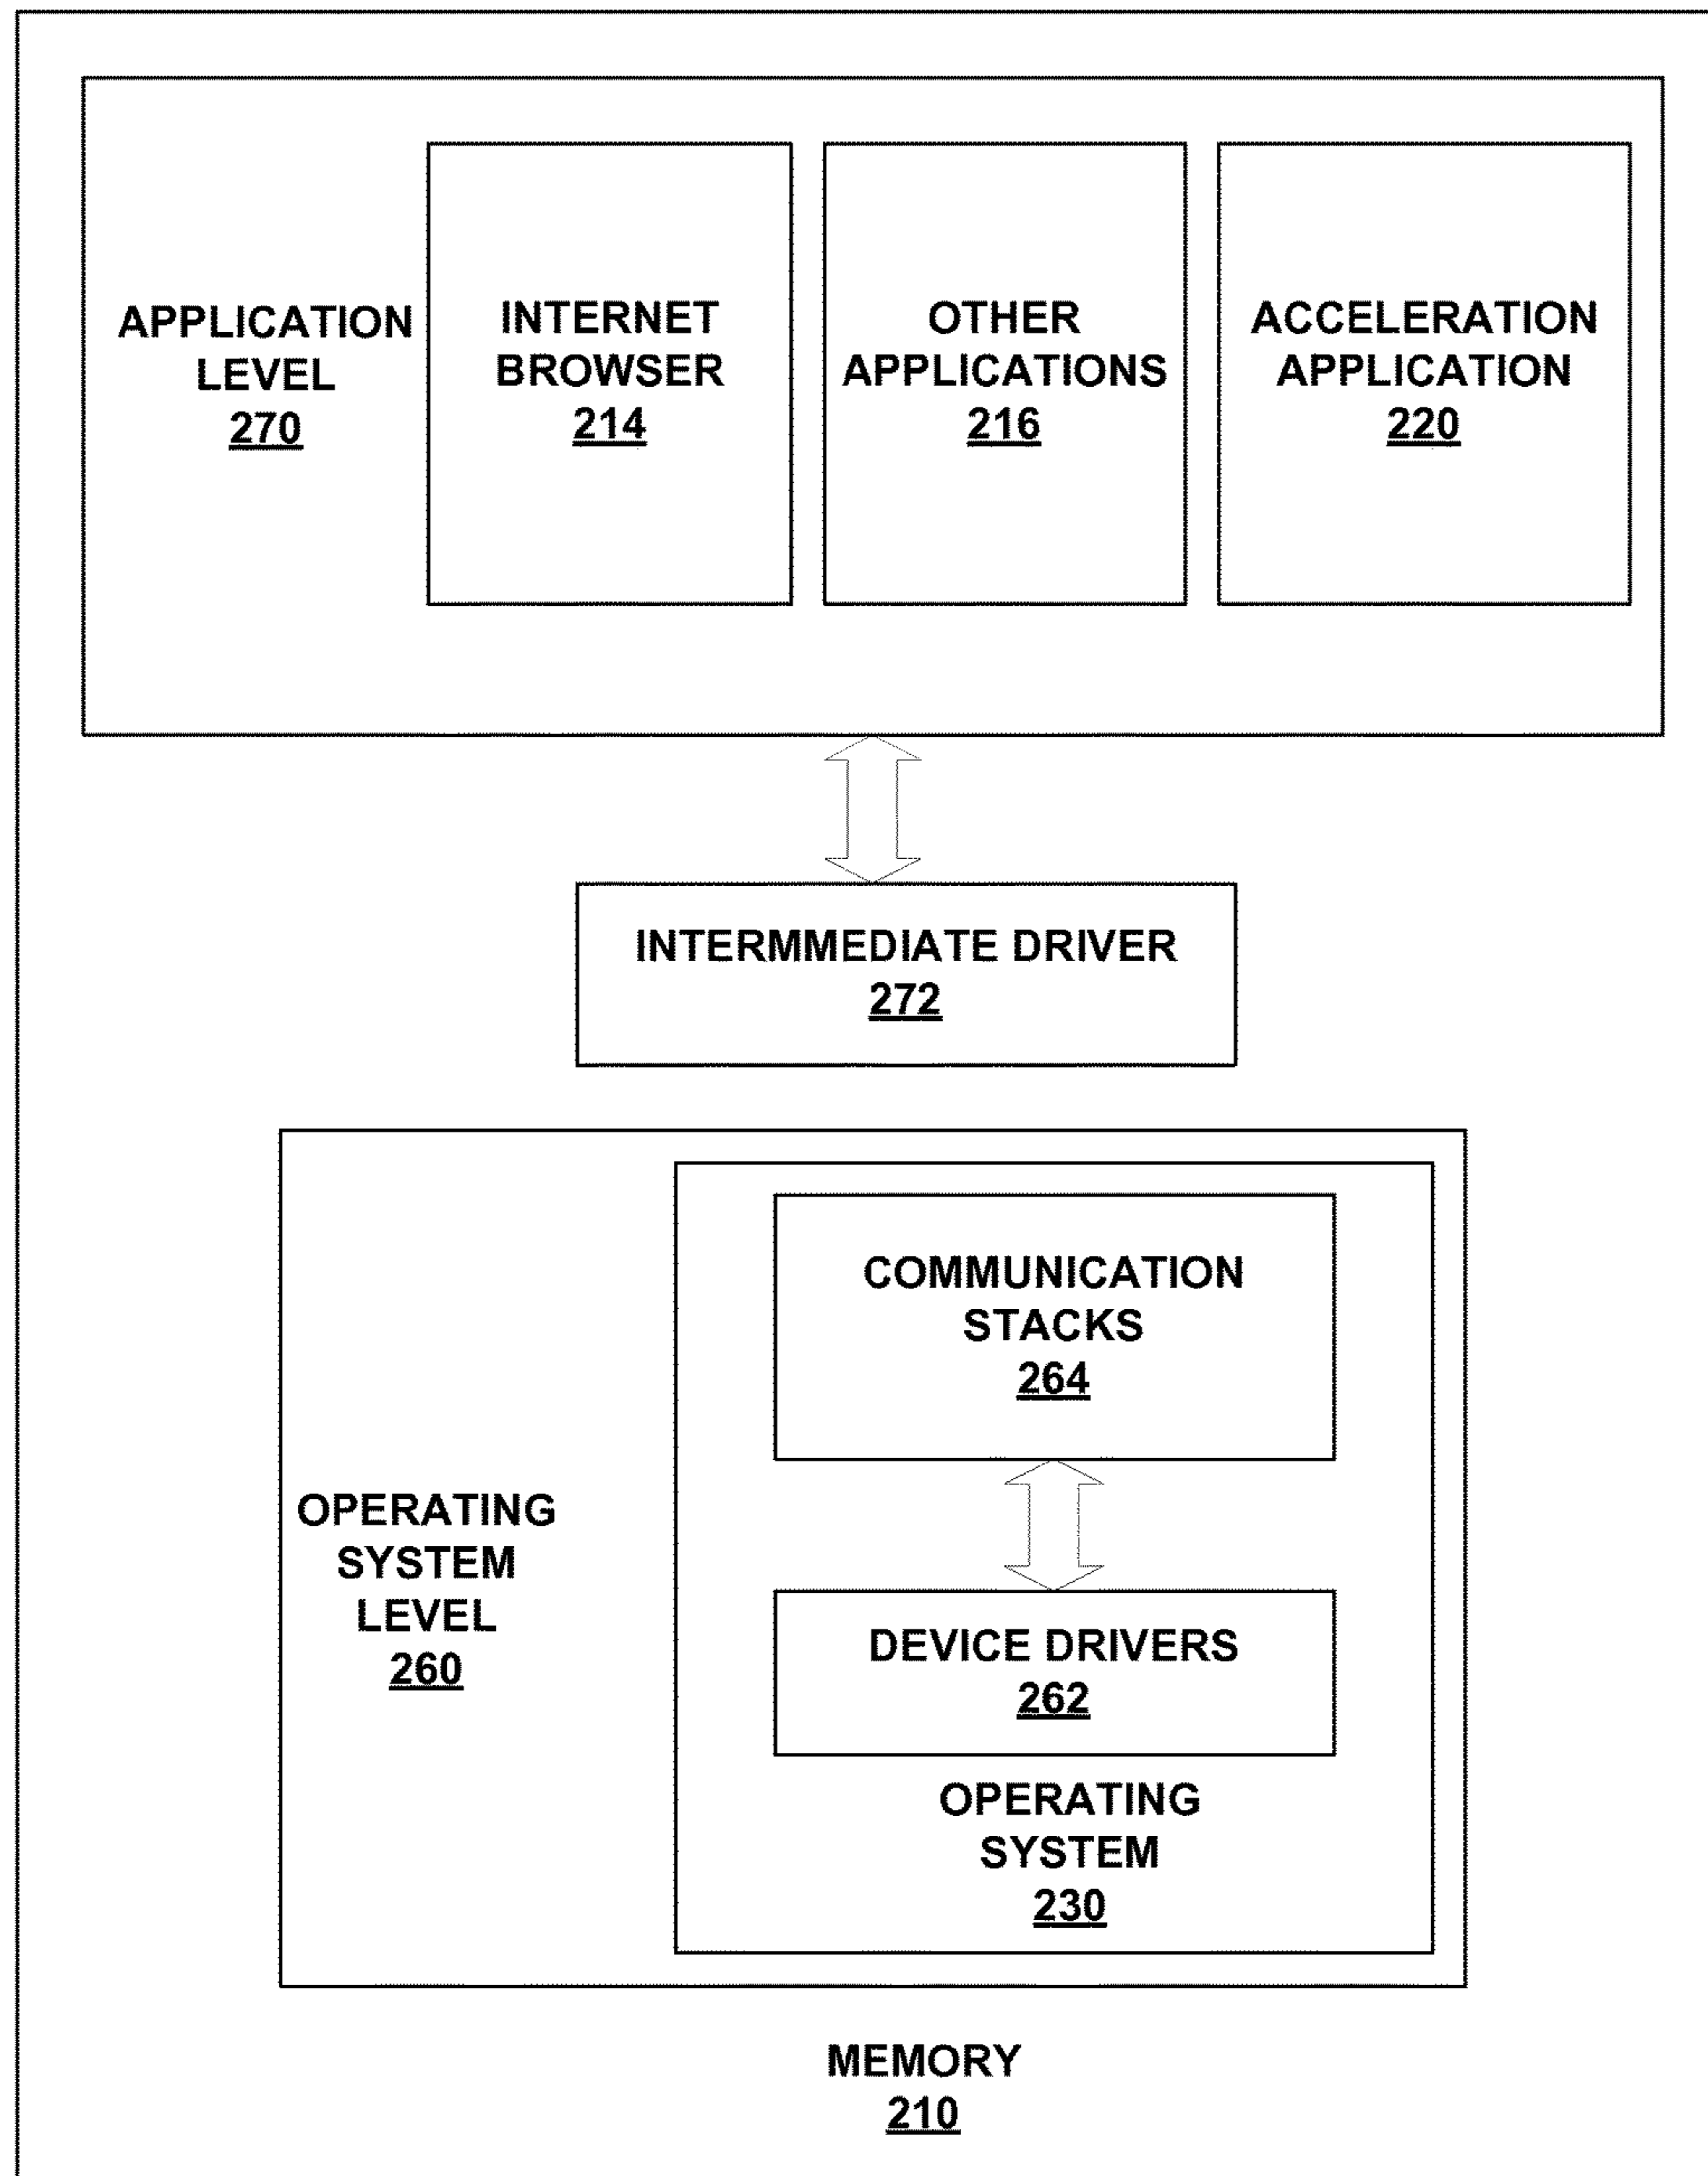 APPLICATION
LEVEL
270
INTERNET
BROWSER
214
OTHER
APPLICATIONS
216
ACCELERATION
APPLICATION
220
INTERMMEDIATE DRIVER
272
OPERATING
SYSTEM
LEVEL
260
COMMUNICATION
STACKS
264
DEVICE DRIVERS
262
OPERATING
SYSTEM
230
MEMORY
210